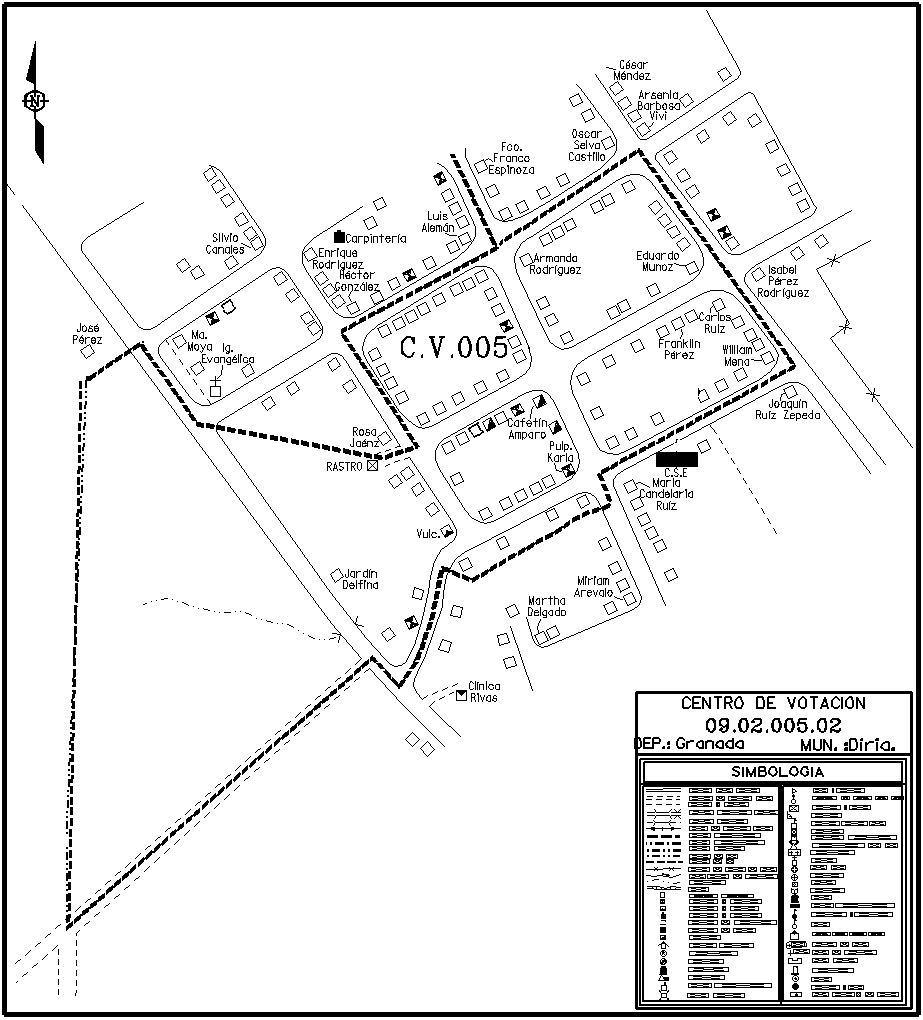 César
Méndez
N
Arsenia
Barbosa
Vivi
Oscar
Selva
Castillo
Fco.
Franco
Espinoza
Luis
Alemán
Silvio
Canales
Carpintería
Enrique
Rodríguez
Héctor
González
Armanda
Rodríguez
Eduardo
Munoz
Isabel
Pérez
Rodríguez
José
Pérez
Ma.
Moya
Ig.
Evangélica
C.V.005
Carlos
Ruiz
Franklin
Pérez
William
Mena
Joaquín
Ruiz Zepeda
Rosa
Jaénz
RASTRO
Cafetín
Amparo
Pulp.
Karla
C.S.E
María
Candelaria
Ruíz
Vulc.
Jardín
Delfina
Miriam
Arevalo
Martha
Delgado
Clínica
Rivas
CENTRO DE VOTACION
09.02.005.02
DEP.: Granada MUN. :Diria.
SIMBOLOGIA